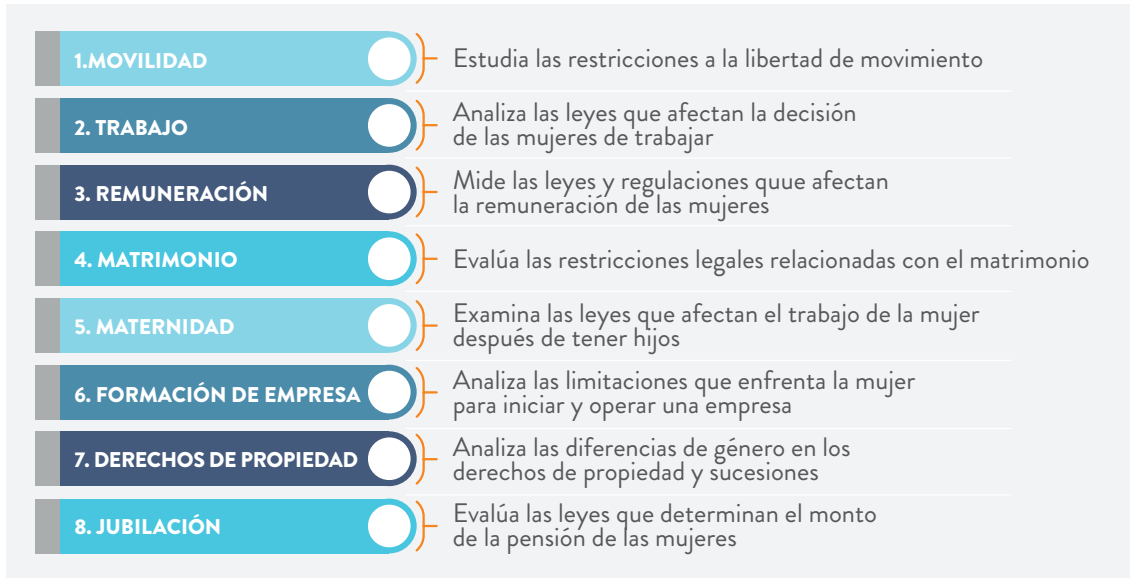 1.MOVILIDAD
Estudia las restricciones a la libertad de movimiento
2. TRABAJO
Analiza las leyes que afectan la decisión
de las mujeres de trabajar
3. REMUNERACIÓN
Mide las leyes y regulaciones quue afectan
la remuneración de las mujeres
4. MATRIMONIO
Evalúa las restricciones legales relacionadas con el matrimonio
5. MATERNIDAD
Examina las leyes que afectan el trabajo de la mujer
después de tener hijos
6. FORMACIÓN DE EMPRESA
Analiza las limitaciones que enfrenta la mujer
para iniciar y operar una empresa
7. DERECHOS DE PROPIEDAD
Analiza las diferencias de género en los
derechos de propiedad y sucesiones
8. JUBILACIÓN
Evalúa las leyes que determinan el monto
de la pensión de las mujeres